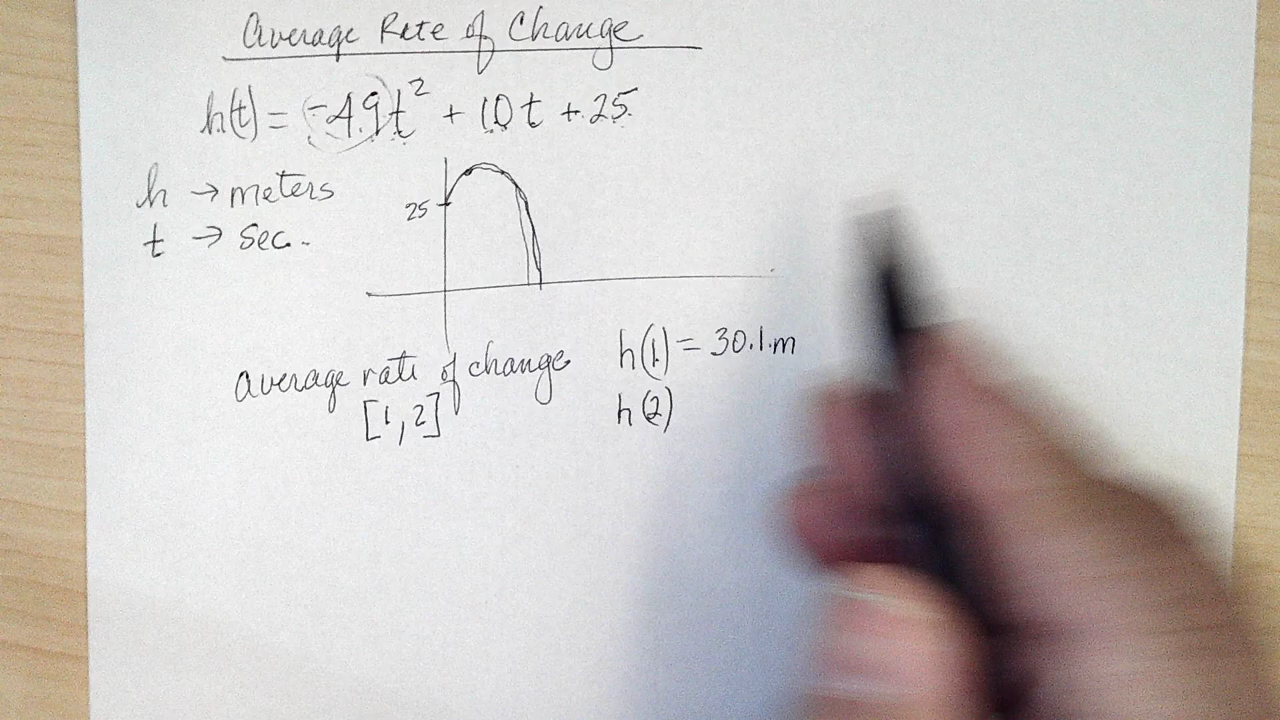 Average Rate of Change
h(t) = -4.9t² + 10t + 25
h → meters
t → sec.
25
average rate of change
[1,2]
h(1) = 30.1 m
h(2)